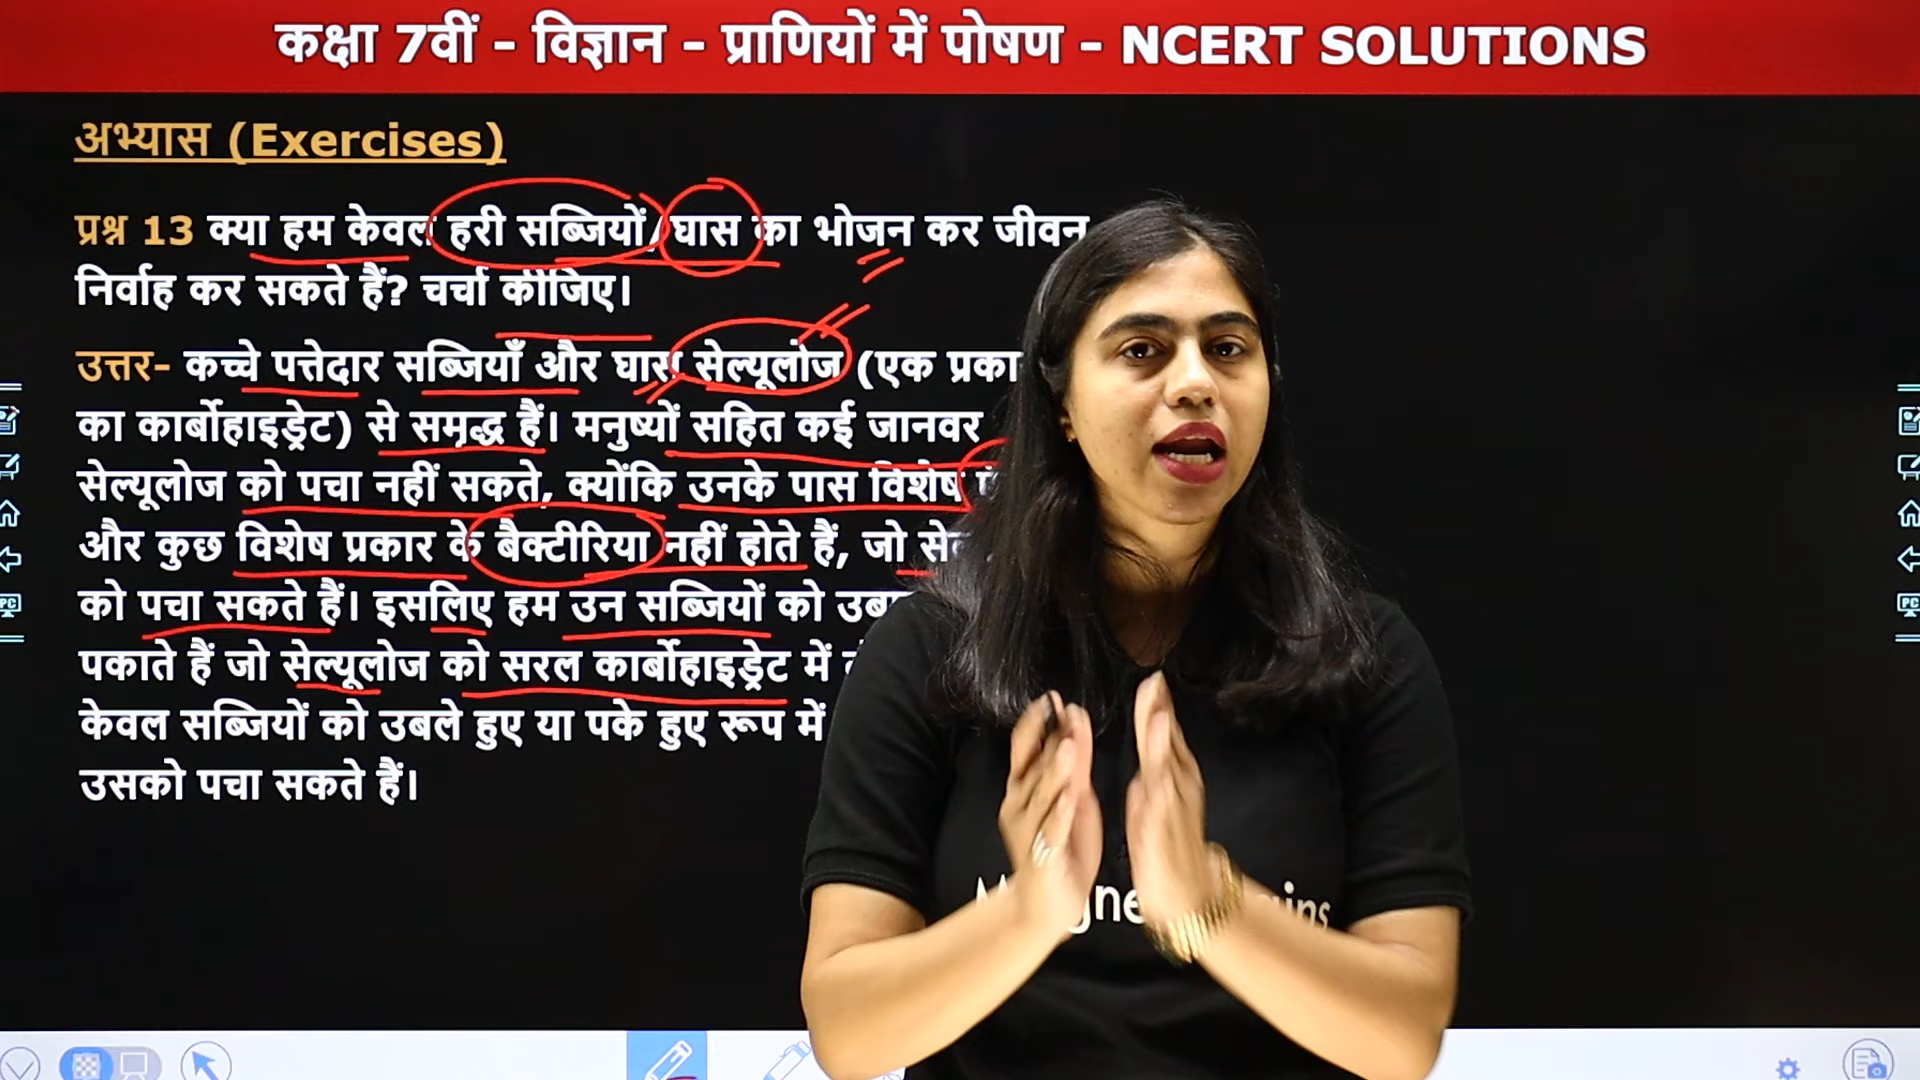 कक्षा 7वीं - विज्ञान - प्राणियों में पोषण - NCERT SOLUTIONS
अभ्यास (Exercises)
प्रश्न 13 क्या हम केवल हरी सब्जियों/घास का भोजन कर जीवन
निर्वाह कर सकते हैं? चर्चा कीजिए।
उत्तर- कच्चे पत्तेदार सब्जियाँ और घास सेल्यूलोज (एक
का कार्बोहाइड्रेट) से समृद्ध हैं। मनुष्यों सहित कई जानवर
सेल्यूलोज को पचा नहीं सकते, क्योंकि उनके पास विशेष
और कुछ विशेष प्रकार के बैक्टीरिया नहीं होते हैं, जो
को पचा सकते हैं। इसलिए हम उन सब्जियों को
पकाते हैं जो सेल्यूलोज को सरल कार्बोहाइड्रेट में
केवल सब्जियों को उबले हुए या पके हुए रूप में
उसको पचा सकते हैं।
PC
PC